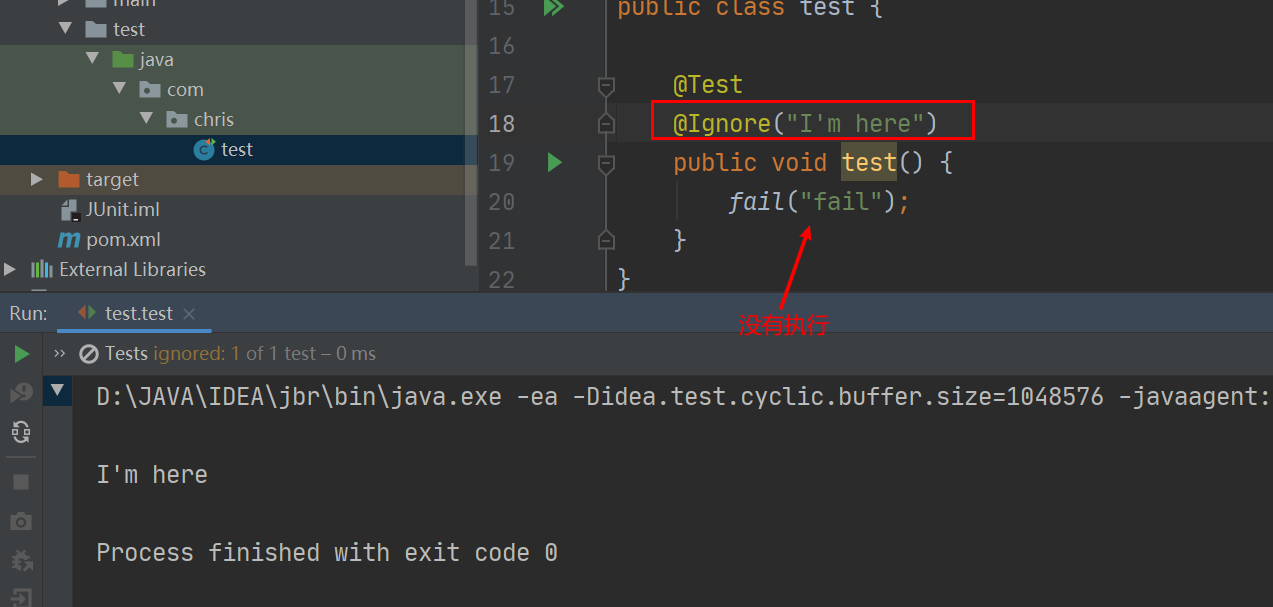 main
test
java
com
chris
test
target
JUnit.iml
pom.xml
External Libraries
15 public class test {
16
17 @Test
18 @Ignore("I'm here")
19 public void test() {
20 fail("fail");
21 }
22 }
没有执行
Run: test.test
Tests ignored: 1 of 1 test – 0 ms
D:\JAVA\IDEA\jbr\bin\java.exe -ea -Didea.test.cyclic.buffer.size=1048576 -javaagent:
I'm here
Process finished with exit code 0